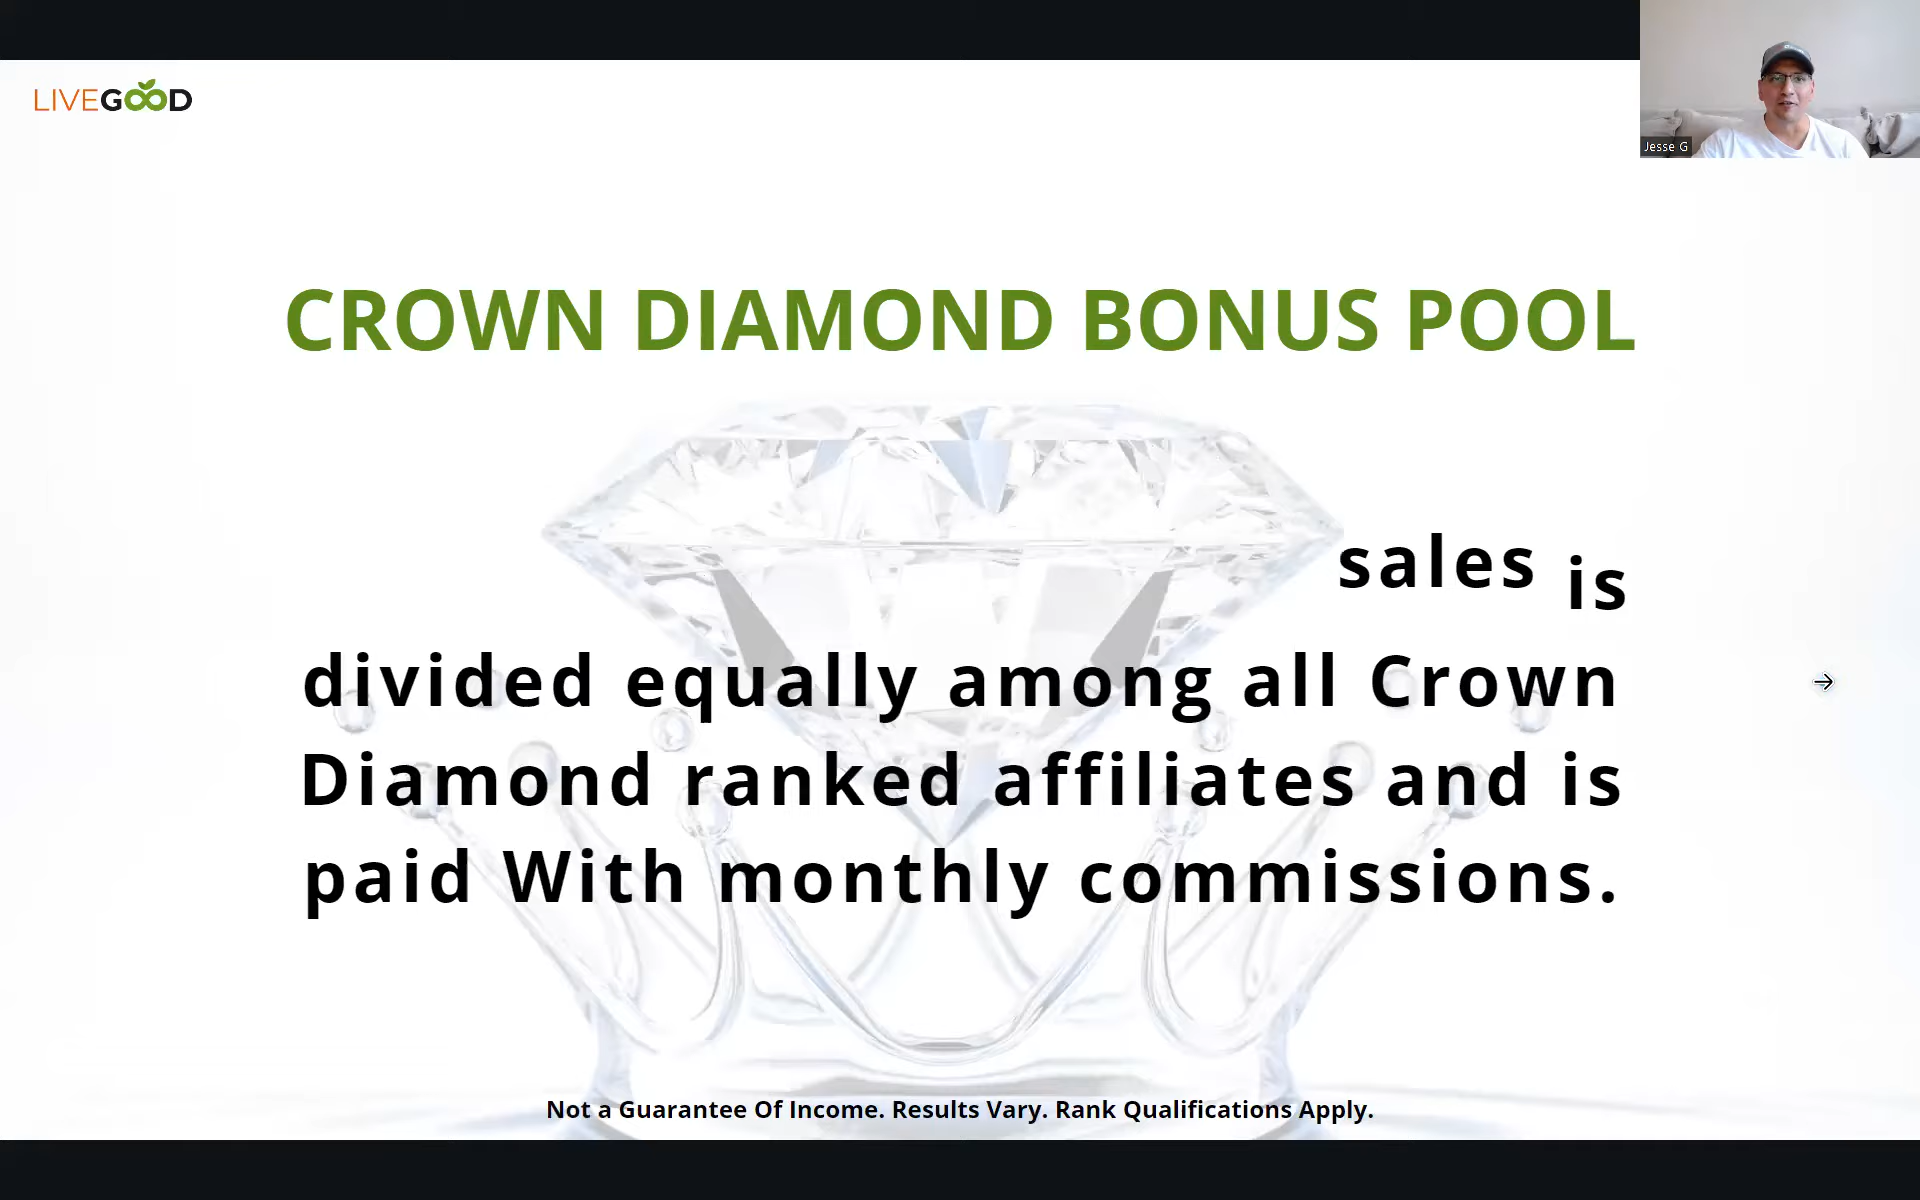 LIVEGOOD
Jesse G
CROWN DIAMOND BONUS POOL
sales is
divided equally among all Crown
Diamond ranked affiliates and is
paid With monthly commissions.
Not a Guarantee Of Income. Results Vary. Rank Qualifications Apply.